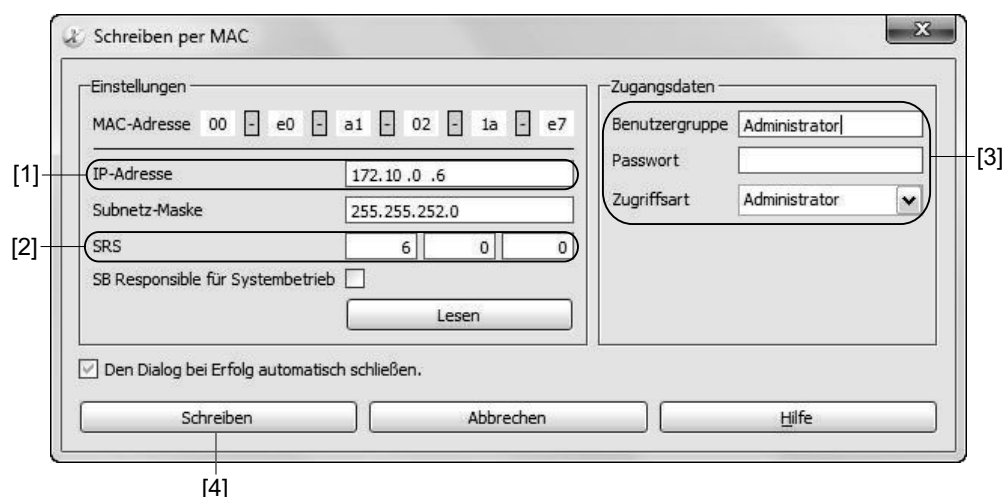 Schreiben per MAC
Einstellungen
MAC-Adresse 00 - e0 - a1 - 02 - 1a - e7
[1]
IP-Adresse 172.10 .0 .6
Subnetz-Maske 255.255.252.0
[2]
SRS 6 0 0
SB Responsible für Systembetrieb
Lesen
Zugangsdaten
Benutzergruppe Administrator
Passwort
Zugriffsart Administrator
[3]
Den Dialog bei Erfolg automatisch schließen.
Schreiben Abbrechen Hilfe
[4]